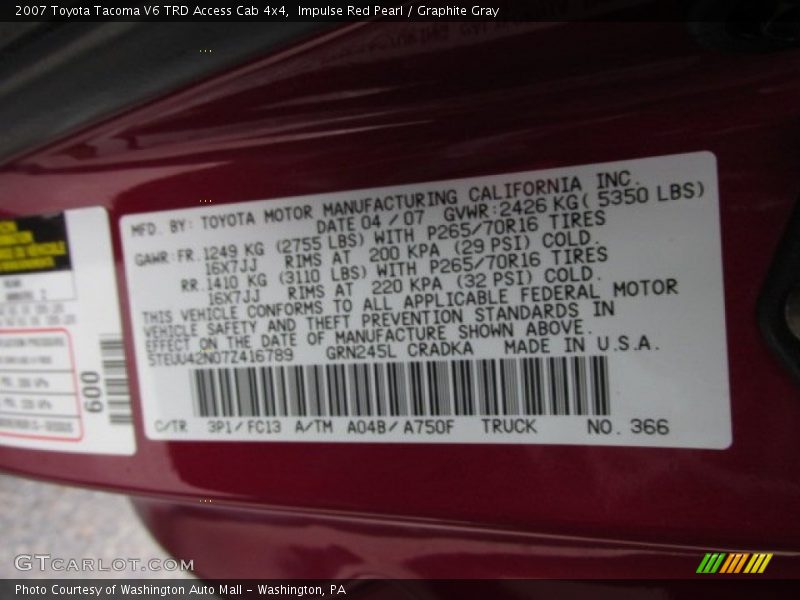 2007 Toyota Tacoma V6 TRD Access Cab 4x4, Impulse Red Pearl / Graphite Gray
MFD. BY: TOYOTA MOTOR MANUFACTURING CALIFORNIA INC.
DATE 04 / 07 GVWR: 2426 KG( 5350 LBS)
GAWR: FR. 1249 KG (2755 LBS) WITH P265/70R16 TIRES
16X7JJ RIMS AT 200 KPA (29 PSI) COLD.
RR. 1410 KG (3110 LBS) WITH P265/70R16 TIRES
16X7JJ RIMS AT 220 KPA (32 PSI) COLD.
THIS VEHICLE CONFORMS TO ALL APPLICABLE FEDERAL MOTOR
VEHICLE SAFETY AND THEFT PREVENTION STANDARDS IN
EFFECT ON THE DATE OF MANUFACTURE SHOWN ABOVE.
5TEUU42N07Z416789 GRN245L CRADKA MADE IN U.S.A.
C/TR 3P1/FC13 A/TM A04B/A750F TRUCK NO. 366
600
GTCARLOT.COM
Photo Courtesy of Washington Auto Mall - Washington, PA